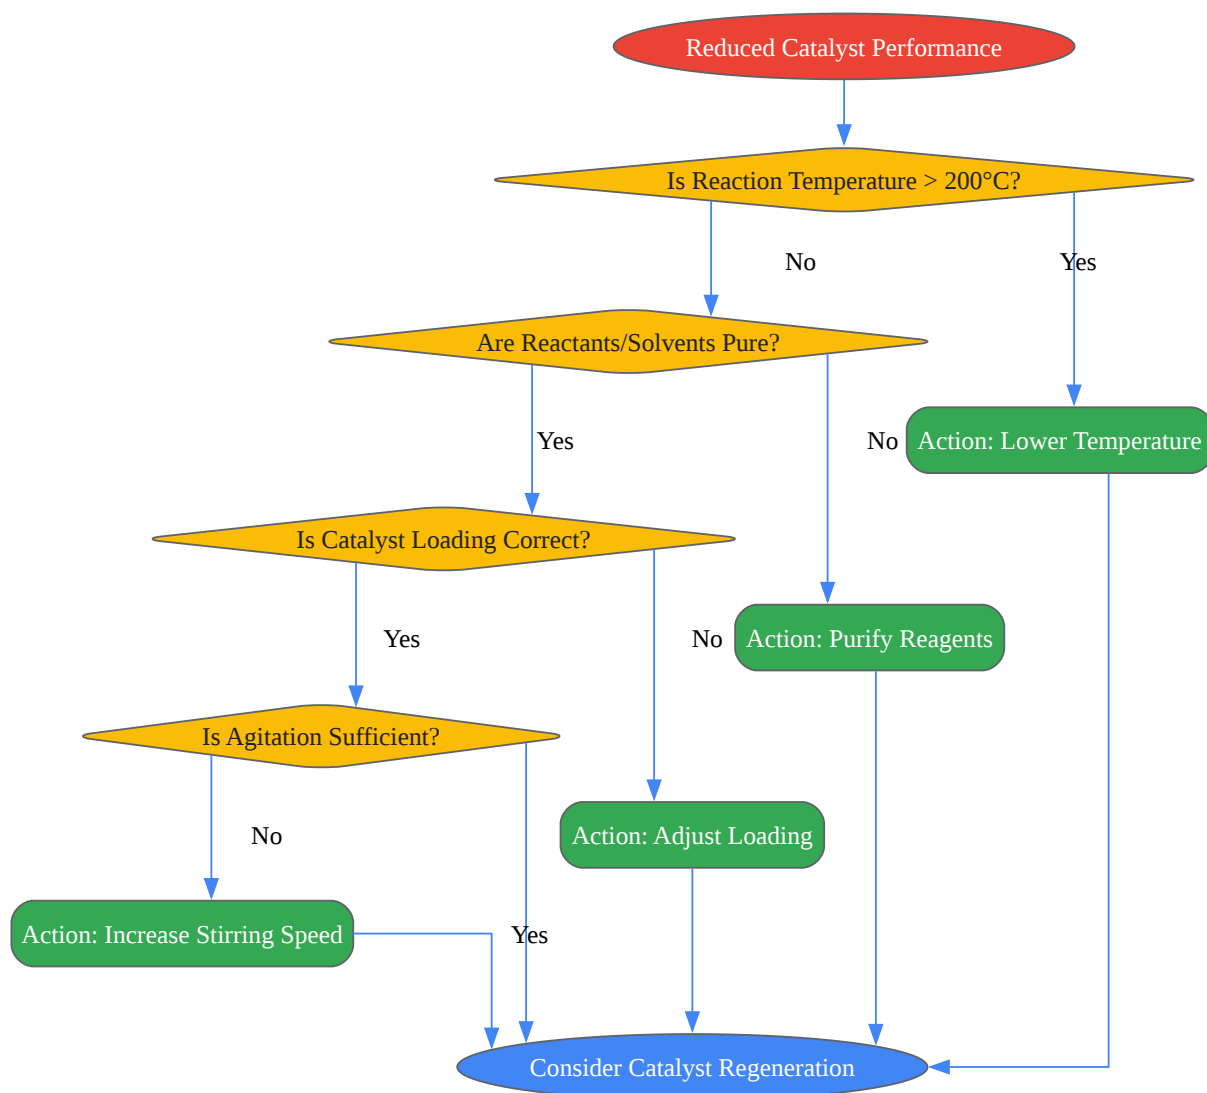 Reduced Catalyst Performance
Is Reaction Temperature > 200°C?
No
Yes
Are Reactants/Solvents Pure?
Yes
No
Action: Lower Temperature
Is Catalyst Loading Correct?
Yes
No
Action: Purify Reagents
Is Agitation Sufficient?
No
Action: Adjust Loading
Action: Increase Stirring Speed
Yes
Consider Catalyst Regeneration